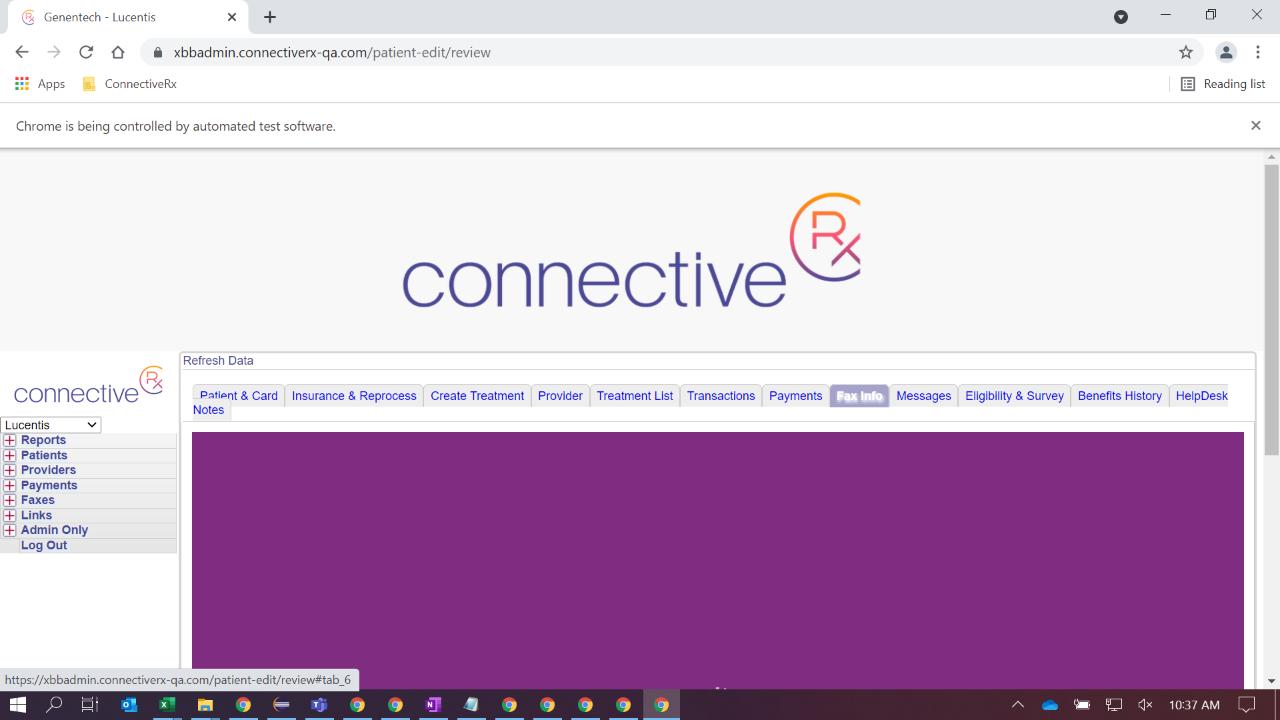 Genentech - Lucentis
xbbadmin.connectiverx-qa.com/patient-edit/review
Apps ConnectiveRx Reading list
Chrome is being controlled by automated test software.
connective Rx
connective Rx
Refresh Data
Patient & Card Insurance & Reprocess Create Treatment Provider Treatment List Transactions Payments Fax Info Messages Eligibility & Survey Benefits History HelpDesk
Notes
Lucentis
Reports
Patients
Providers
Payments
Faxes
Links
Admin Only
Log Out
https://xbbadmin.connectiverx-qa.com/patient-edit/review#tab_6
10:37 AM